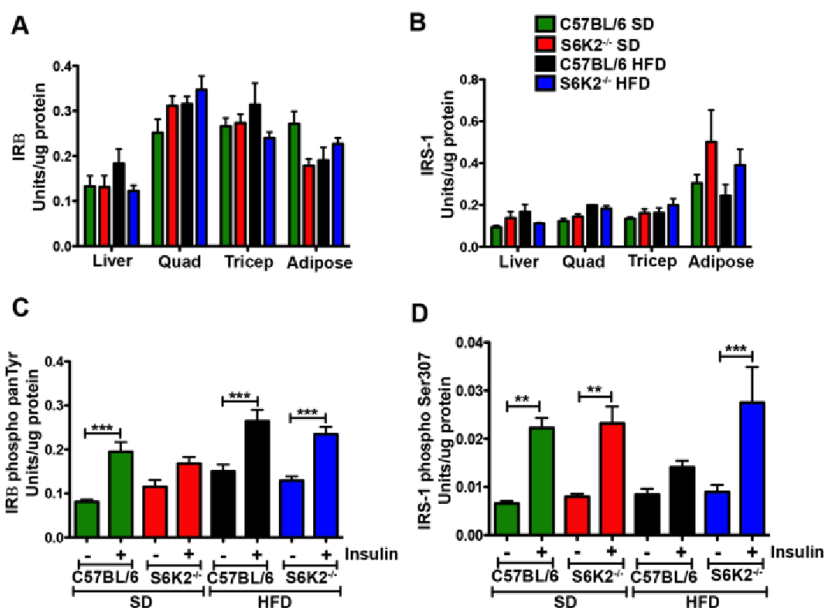 A
IRB
Units/ug protein
0.4
0.3
0.2
0.1
0.0
Liver Quad Tricep Adipose
B
C57BL/6 SD
S6K2-/- SD
C57BL/6 HFD
S6K2-/- HFD
IRS-1
Units/ug protein
0.8
0.6
0.4
0.2
0.0
Liver Quad Tricep Adipose
C
IRB phospho panTyr
Units/ug protein
0.4
0.3
0.2
0.1
0.0
*** *** ***
- + - + - + - + Insulin
C57BL/6 S6K2-/- C57BL/6 S6K2-/-
SD HFD
D
IRS-1 phospho Ser307
Units/ug protein
0.04
0.03
0.02
0.01
0.00
** ** ***
- + - + - + - + Insulin
C57BL/6 S6K2-/- C57BL/6 S6K2-/-
SD HFD